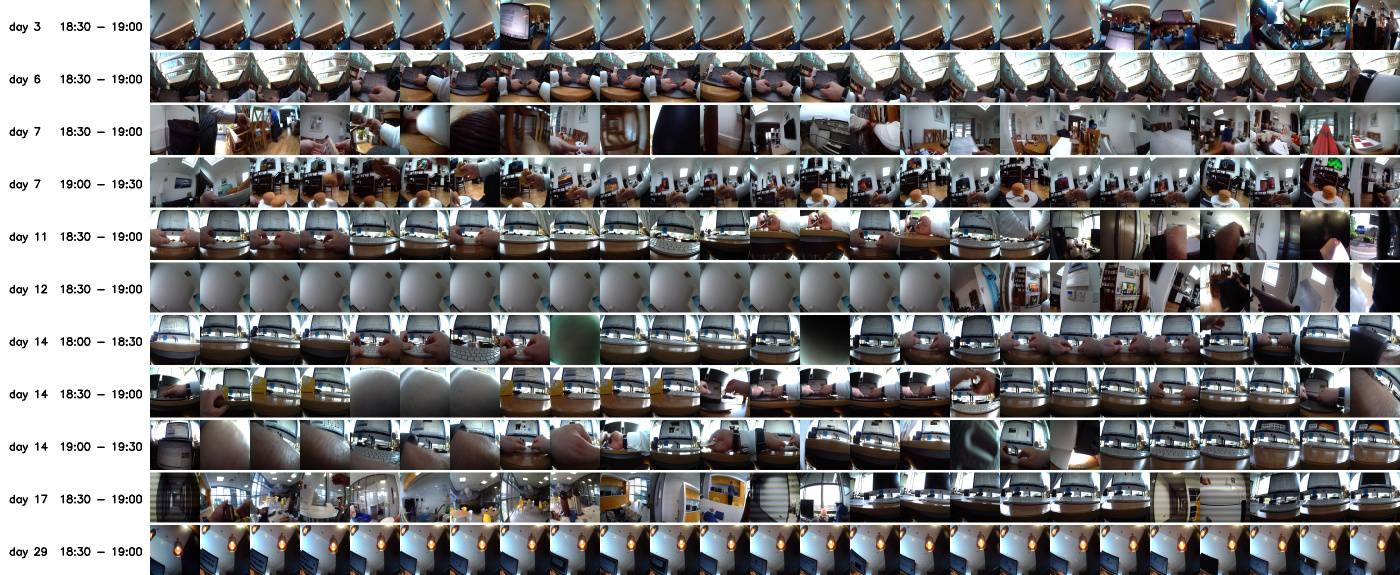 day 3 18:30 – 19:00
day 6 18:30 – 19:00
day 7 18:30 – 19:00
day 7 19:00 – 19:30
day 11 18:30 – 19:00
day 12 18:30 – 19:00
day 14 18:00 – 18:30
day 14 18:30 – 19:00
day 14 19:00 – 19:30
day 17 18:30 – 19:00
day 29 18:30 – 19:00